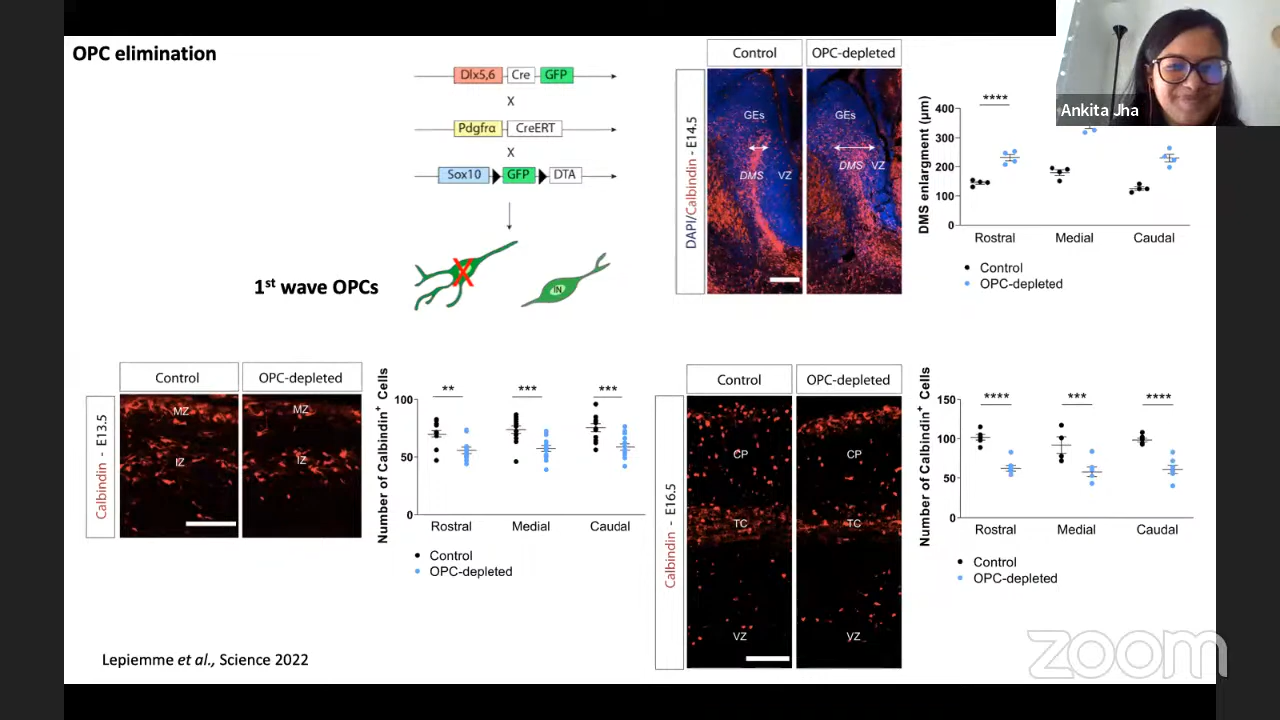 OPC elimination
Dlx5,6 Cre GFP
X
Pdgfrα CreERT
X
Sox10 GFP DTA
1st wave OPCs
X
IN
Control OPC-depleted
DAPI/Calbindin - E14.5
GEs GEs
DMS VZ DMS VZ
DMS enlargment (µm)
400
300
200
100
0
****
Rostral Medial Caudal
Control
OPC-depleted
Ankita Jha
Control OPC-depleted
Calbindin - E13.5
MZ MZ
IZ IZ
Number of Calbindin+ Cells
100
50
0
** *** ***
Rostral Medial Caudal
Control
OPC-depleted
Control OPC-depleted
Calbindin - E16.5
CP CP
TC TC
VZ VZ
Number of Calbindin+ Cells
150
100
50
0
**** *** ****
Rostral Medial Caudal
Control
OPC-depleted
Lepiemme et al., Science 2022
zoom